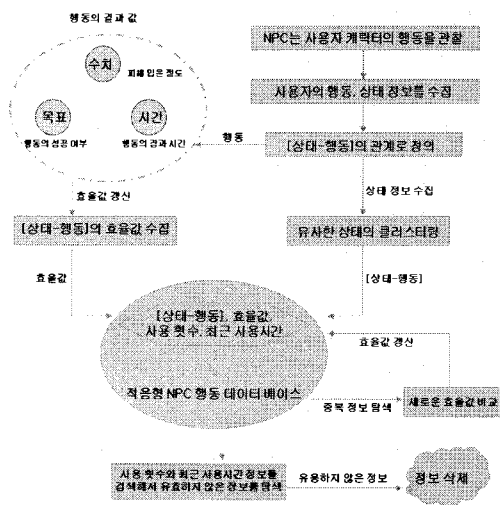 행동의 결과 값
수치
피해 입은 정도
목표
행동의 성공 여부
시간
행동의 경과 시간
NPC는 사용자 캐릭터의 행동을 관찰
사용자의 행동, 상태 정보를 수집
행동
[상태-행동]의 관계로 정의
효율값 갱신
상태 정보 수집
[상태-행동]의 효율값 수집
유사한 상태의 클러스터링
효율값
[상태-행동]
[상태-행동], 효율값,
사용 횟수, 최근 사용시간
효율값 갱신
적응형 NPC 행동 데이터 베이스
중복 정보 탐색
새로운 효율값 비교
사용 횟수와 최근 사용시간 정보를
검색해서 유효하지 않은 정보를 탐색
유용하지 않은 정보
정보 삭제